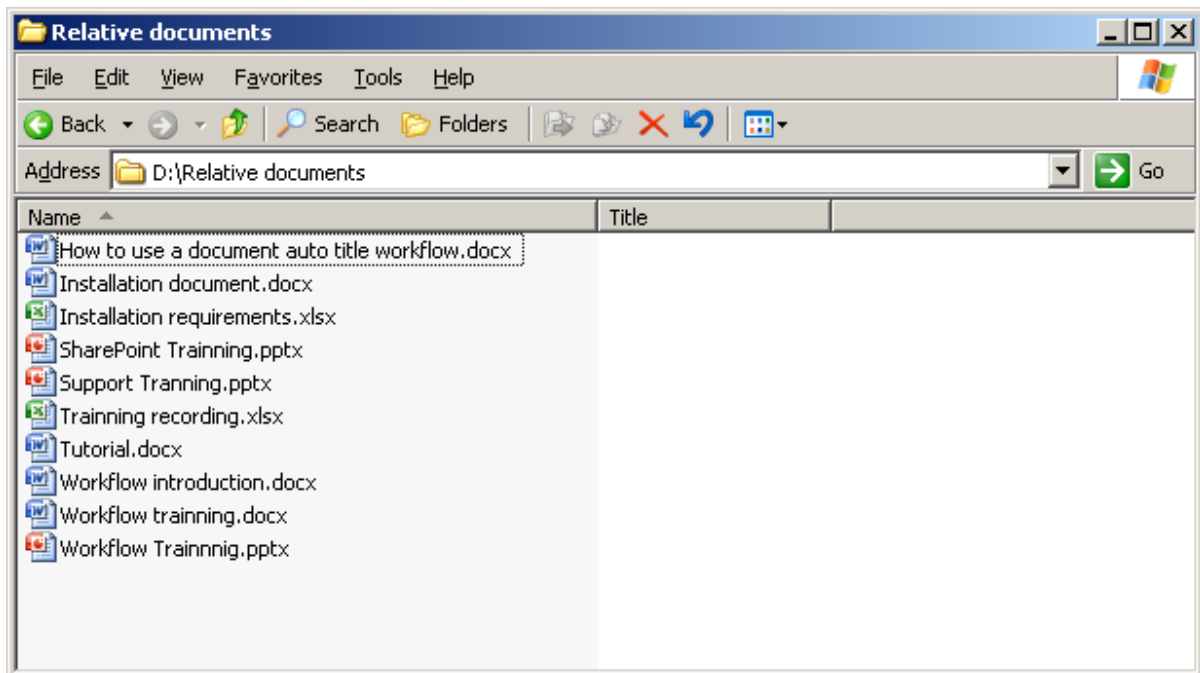 Relative documents
File Edit View Favorites Tools Help
Back Search Folders
Address D:\Relative documents Go
Name Title
How to use a document auto title workflow.docx
Installation document.docx
Installation requirements.xlsx
SharePoint Trainning.pptx
Support Tranning.pptx
Trainning recording.xlsx
Tutorial.docx
Workflow introduction.docx
Workflow trainning.docx
Workflow Trainnnig.pptx